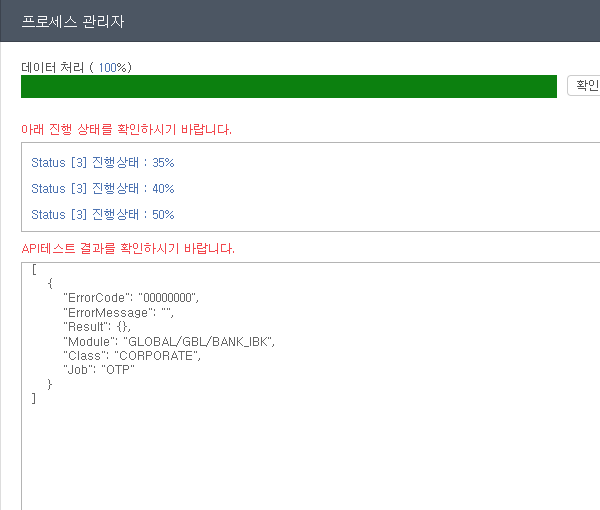 프로세스 관리자
데이터 처리 ( 100%)
확인
아래 진행 상태를 확인하시기 바랍니다.
Status [3] 진행상태 : 35%
Status [3] 진행상태 : 40%
Status [3] 진행상태 : 50%
API테스트 결과를 확인하시기 바랍니다.
[
{
"ErrorCode": "00000000",
"ErrorMessage": "",
"Result": {},
"Module": "GLOBAL/GBL/BANK_IBK",
"Class": "CORPORATE",
"Job": "OTP"
}
]